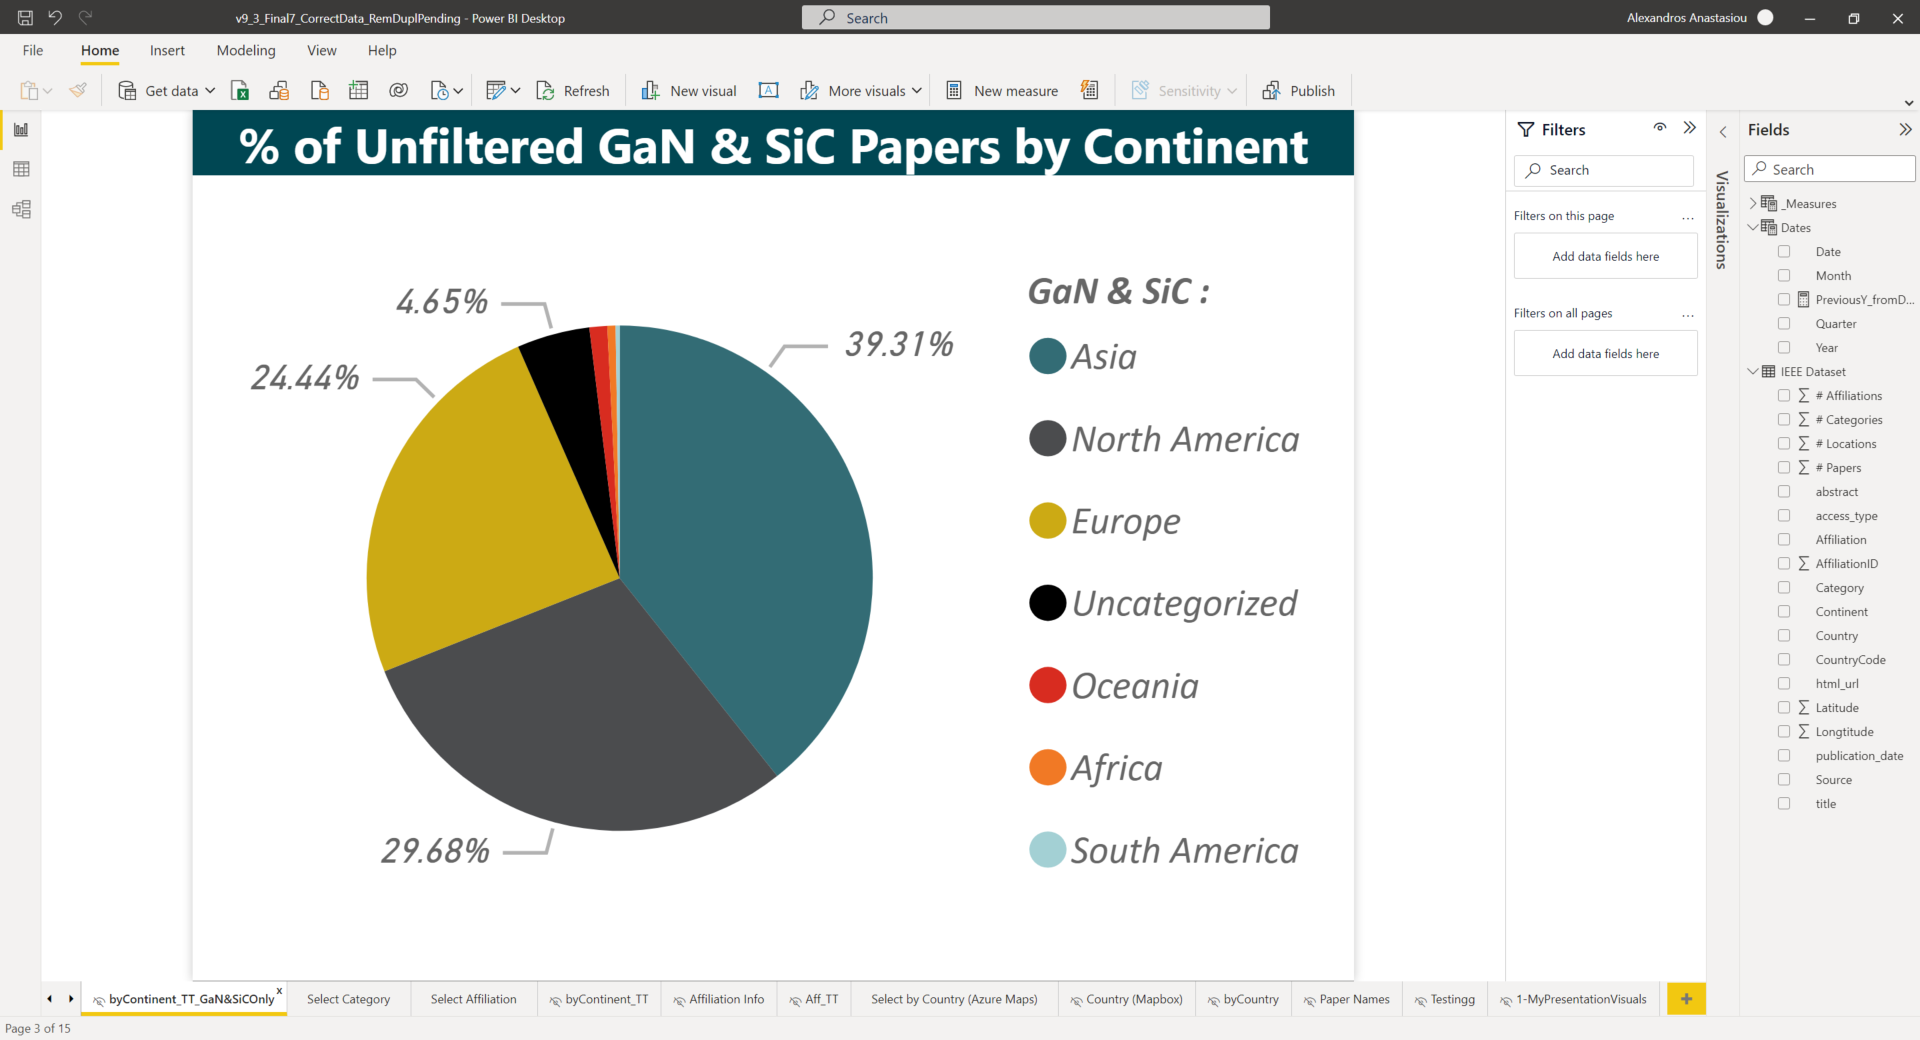 v9_3_Final7_CorrectData_RemDuplPending - Power BI Desktop
Search
Alexandros Anastasiou
File Home Insert Modeling View Help
Get data
Refresh
New visual
More visuals
New measure
Sensitivity
Publish
% of Unfiltered GaN & SiC Papers by Continent
4.65%
39.31%
24.44%
29.68%
GaN & SiC :
Asia
North America
Europe
Uncategorized
Oceania
Africa
South America
Filters
Search
Filters on this page
...
Add data fields here
Filters on all pages
...
Add data fields here
Visualizations
Fields
Search
_Measures
Dates
Date
Month
PreviousY_fromD...
Quarter
Year
IEEE Dataset
# Affiliations
# Categories
# Locations
# Papers
abstract
access_type
Affiliation
AffiliationID
Category
Continent
Country
CountryCode
html_url
Latitude
Longtitude
publication_date
Source
title
byContinent_TT_GaN&SiCOnly x
Select Category
Select Affiliation
byContinent_TT
Affiliation Info
Aff_TT
Select by Country (Azure Maps)
Country (Mapbox)
byCountry
Paper Names
Testingg
1-MyPresentationVisuals
Page 3 of 15